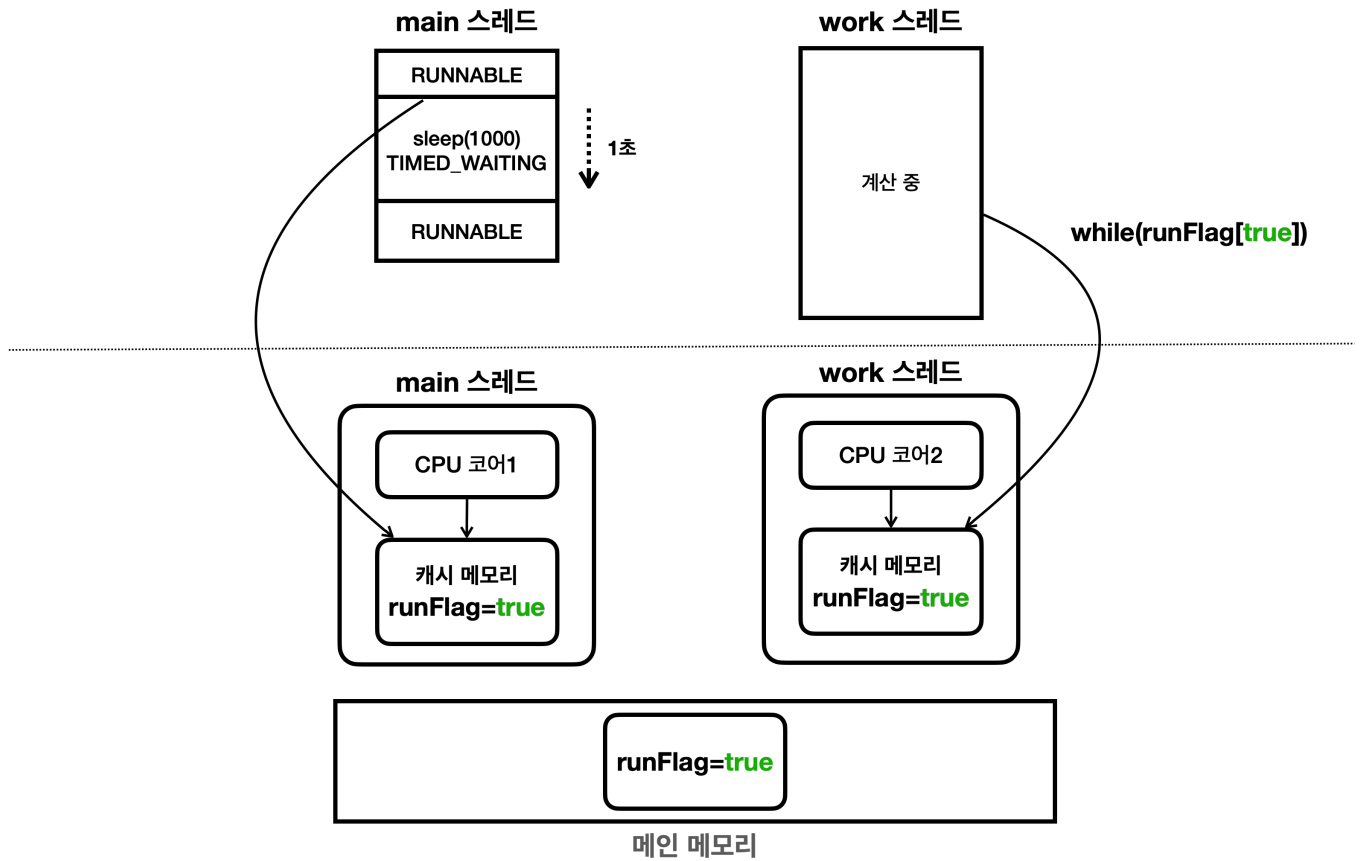 main 스레드
work 스레드
RUNNABLE
sleep(1000)
TIMED_WAITING
1초
RUNNABLE
계산 중
while(runFlag[true])
main 스레드
work 스레드
CPU 코어1
CPU 코어2
캐시 메모리
runFlag=true
캐시 메모리
runFlag=true
runFlag=true
메인 메모리